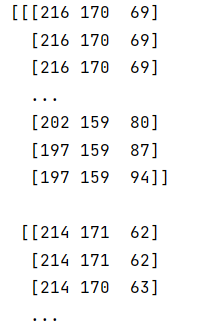 [[[216 170  69]
[216 170  69]
[216 170  69]
...
[202 159  80]
[197 159  87]
[197 159  94]]
[[214 171  62]
[214 171  62]
[214 170  63]
...